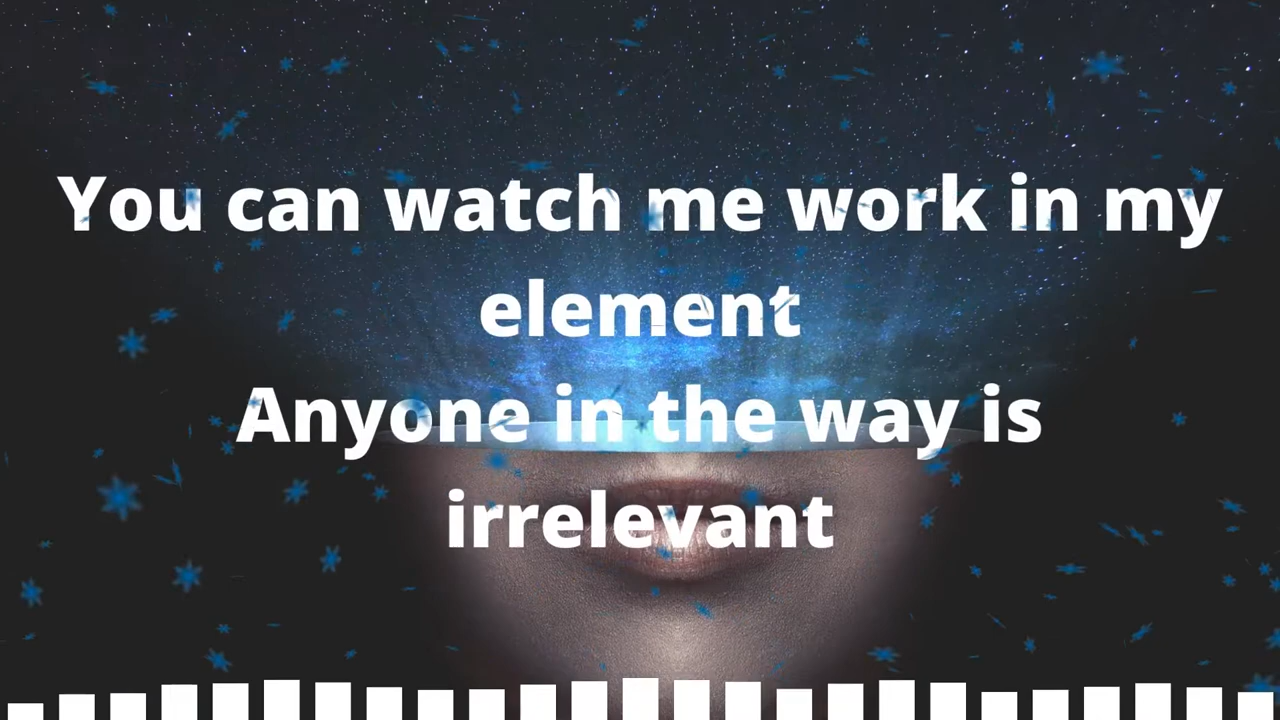 You can watch me work in my
element
Anyone in the way is
irrelevant